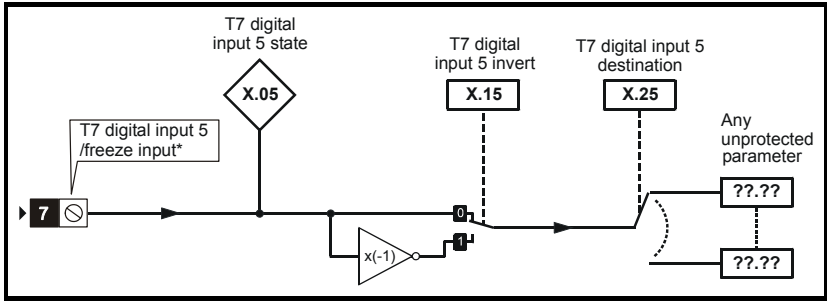 T7 digital
input 5 state
X.05
T7 digital
input 5 invert
X.15
T7 digital input 5
destination
X.25
T7 digital input 5
/freeze input*
7
0
1
x(-1)
Any
unprotected
parameter
??.??
??.??